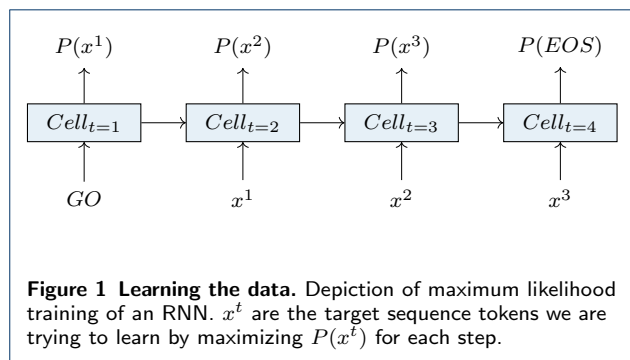 P(x¹) P(x²) P(x³) P(EOS)
Cell_{t=1} Cell_{t=2} Cell_{t=3} Cell_{t=4}
GO x¹ x² x³
Figure 1 Learning the data. Depiction of maximum likelihood
training of an RNN. xᵗ are the target sequence tokens we are
trying to learn by maximizing P(xᵗ) for each step.